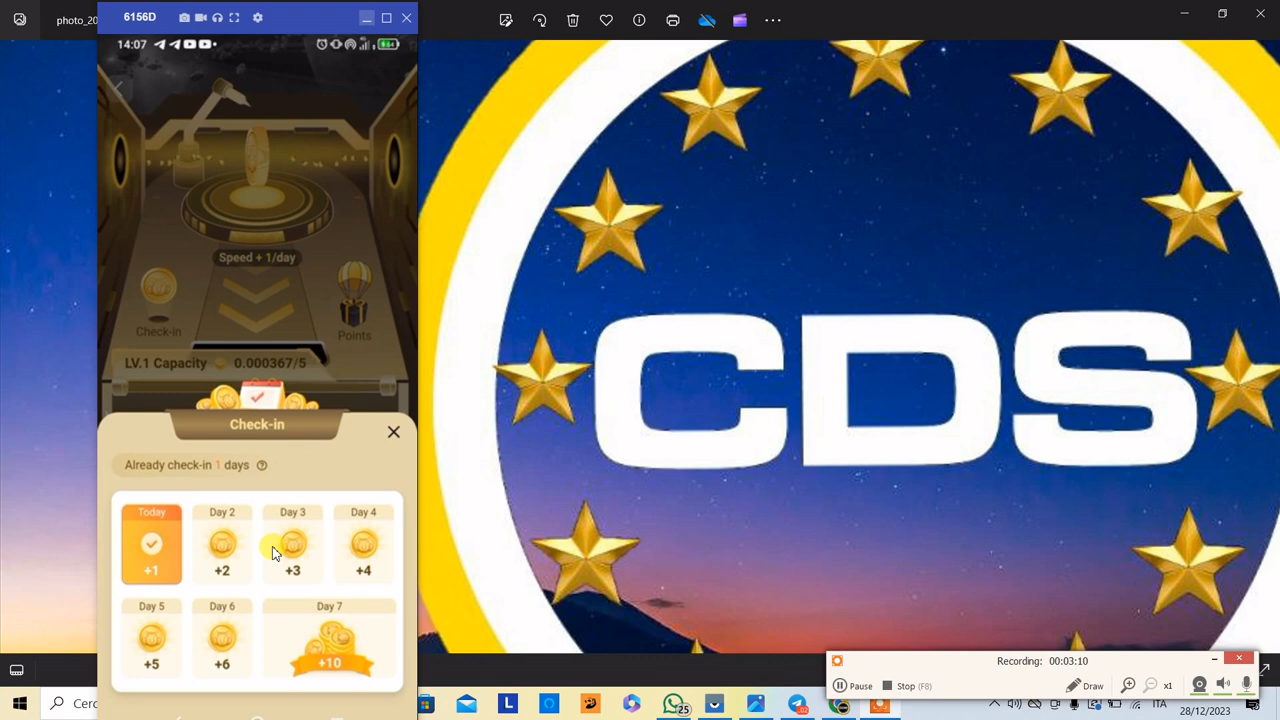 photo_20
6156D
14:07
84
Speed + 1/day
Check-in
Points
LV.1 Capacity 0.000367/5
Check-in
Already check-in 1 days
Today
Day 2
Day 3
Day 4
+1
+2
+3
+4
Day 5
Day 6
Day 7
+5
+6
+10
CDS
Recording: 00:03:10
Pause
Stop (F8)
Draw
x1
Cerc
L
25
02
ITA
28/12/2023